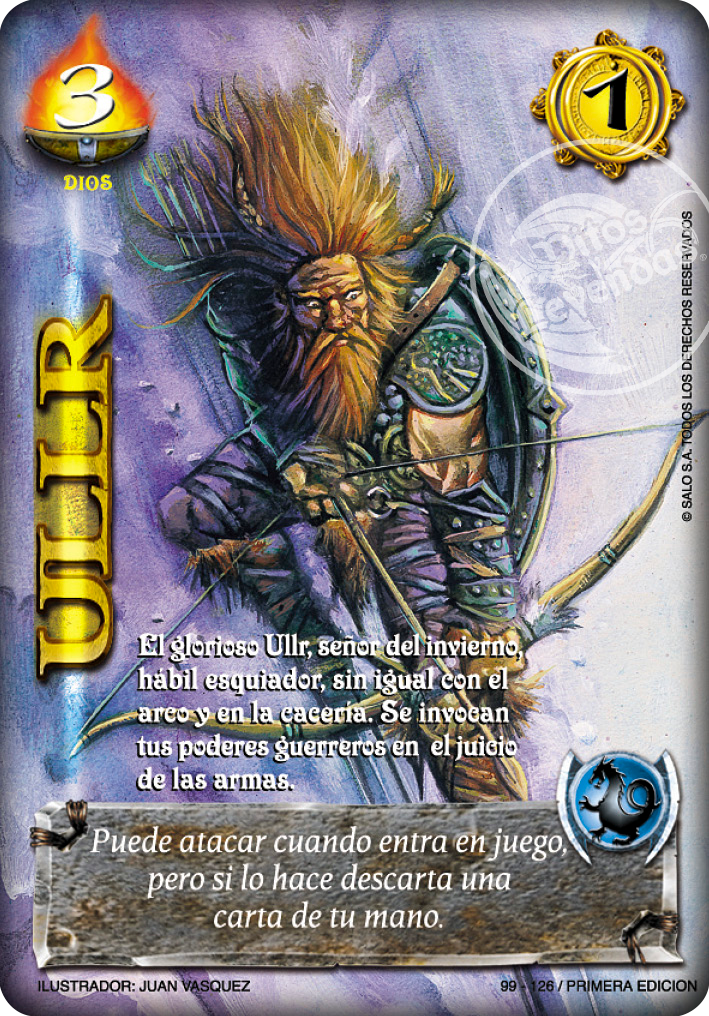 3
1
DIOS
Mitos
Leyendas
ULLR
© SALO S.A. TODOS LOS DERECHOS RESERVADOS
El glorioso Ullr, señor del invierno,
hábil esquiador, sin igual con el
arco y en la cacería. Se invocan
tus poderes guerreros en el juicio
de las armas.
Puede atacar cuando entra en juego,
pero si lo hace descarta una
carta de tu mano.
ILUSTRADOR: JUAN VASQUEZ
99 - 126 / PRIMERA EDICION